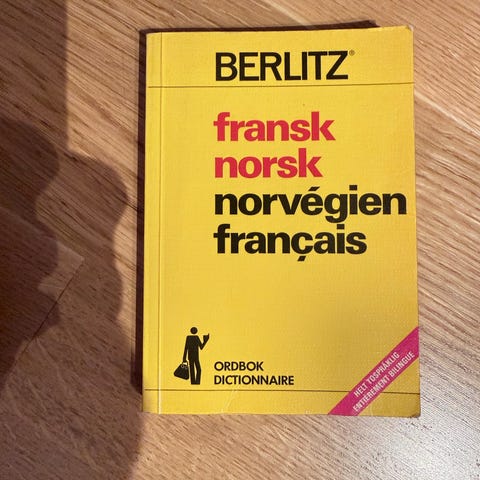 BERLITZ®
fransk
norsk
norvégien
français
ORDBOK
DICTIONNAIRE
HELT TOSPRÅKLIG
ENTIÈREMENT BILINGUE